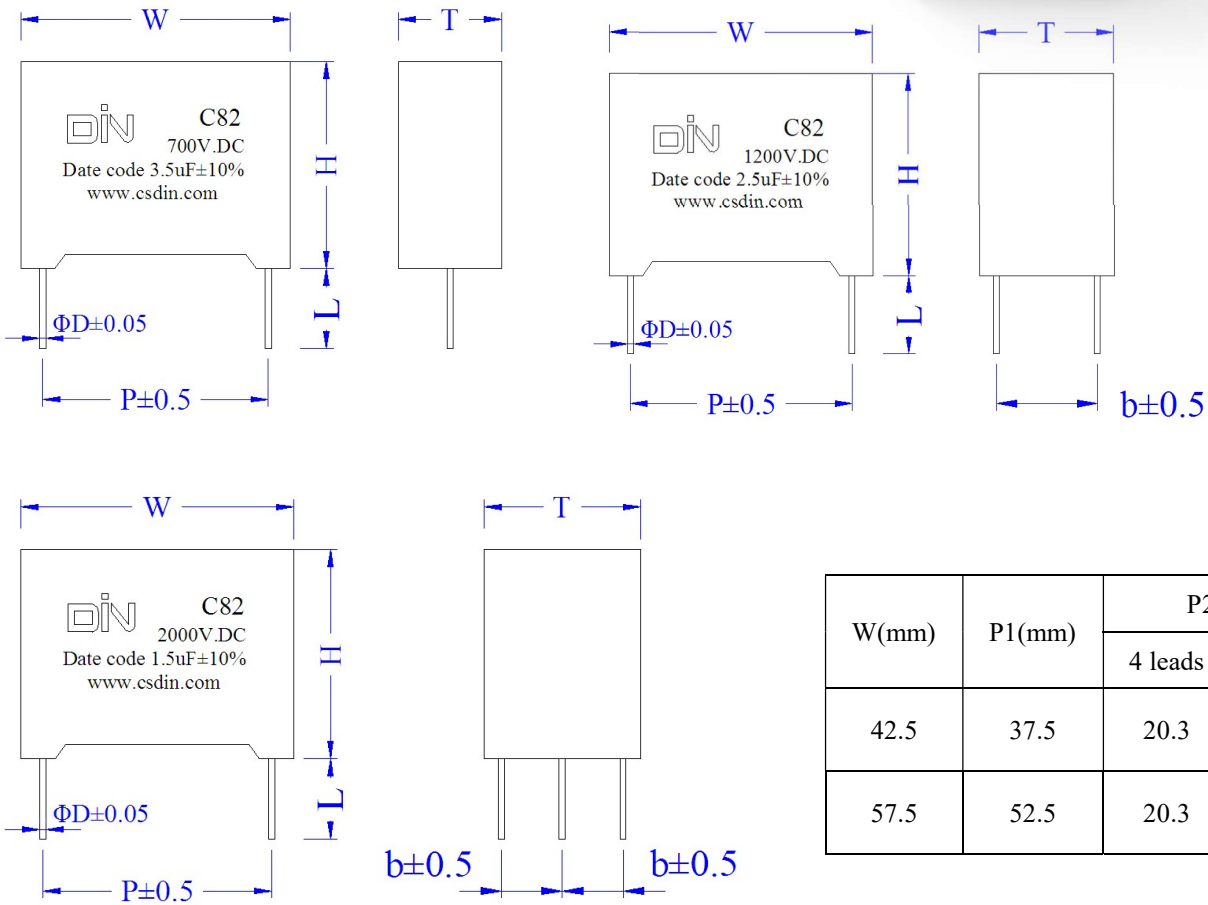 W
T
DiN
C82
700V.DC
Date code 3.5uF±10%
www.csdin.com
H
L
ΦD±0.05
P±0.5
W
T
DiN
C82
1200V.DC
Date code 2.5uF±10%
www.csdin.com
H
L
ΦD±0.05
P±0.5
b±0.5
W
T
DiN
C82
2000V.DC
Date code 1.5uF±10%
www.csdin.com
H
L
ΦD±0.05
P±0.5
b±0.5
b±0.5
W(mm) P1(mm) P2
4 leads
42.5 37.5 20.3
57.5 52.5 20.3